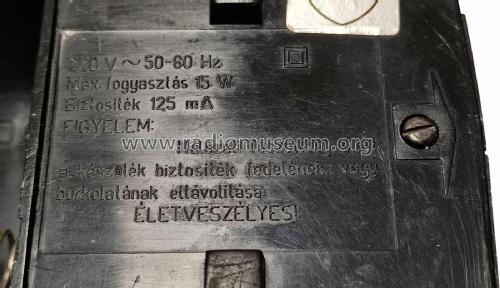 220 V ~ 50-60 Hz
Max. fogyasztás 15 W
Biztosíték 125 mA
FIGYELEM:
www.radiomuseum.org
a készülék biztosíték fedelének vagy
burkolatának eltávolítása
ÉLETVESZÉLYES!